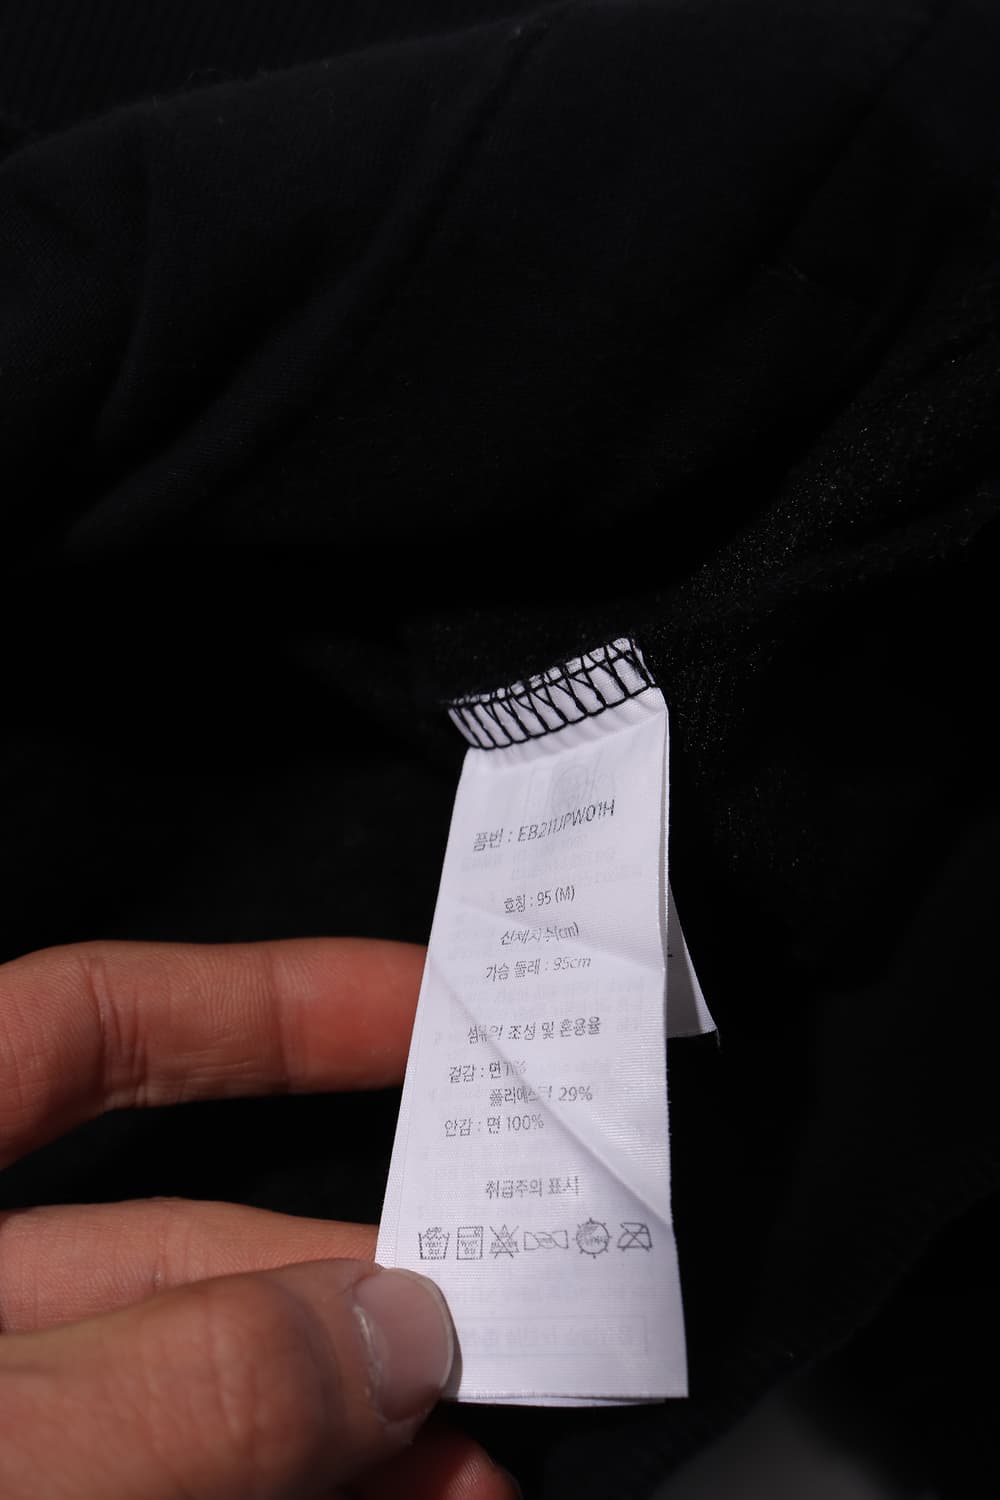 품번 : EB2IUPW01H
호칭 : 95 (M)
신체치수(cm)
가슴 둘레 : 95cm
섬유의 조성 및 혼용율
겉감 : 면
폴리에스터 29%
안감 : 면 100%
취급주의 표시